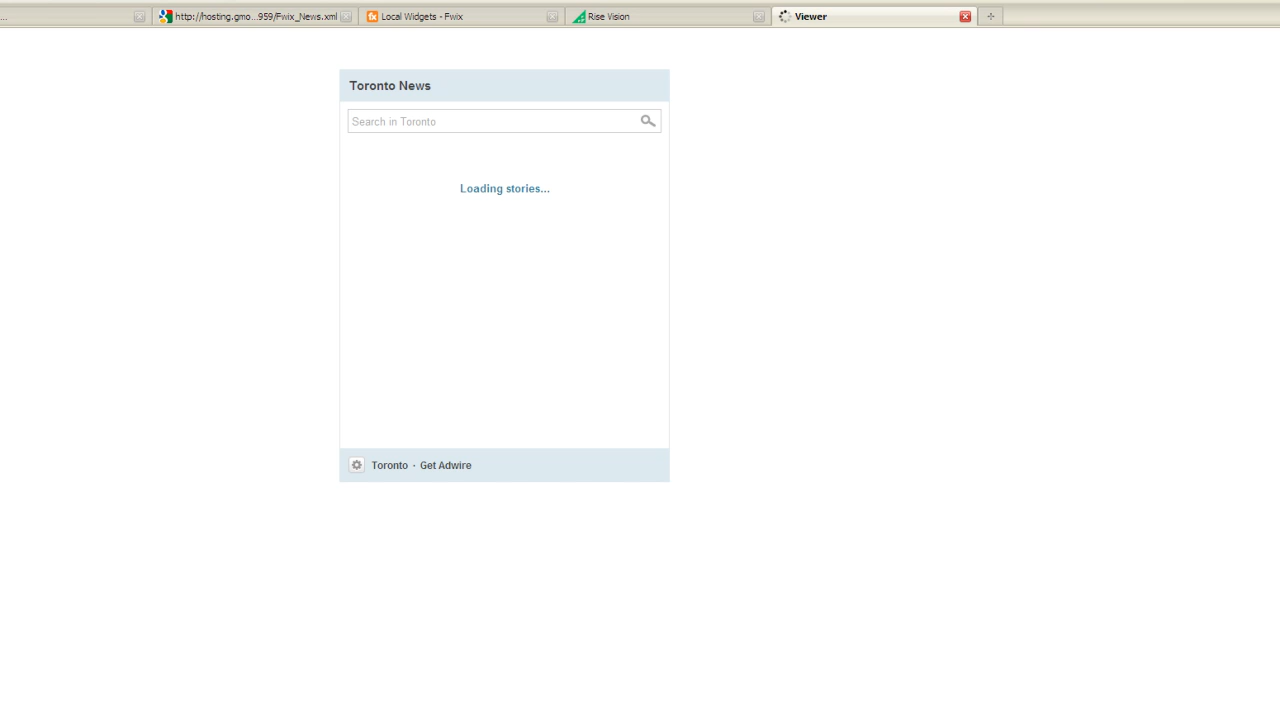 ...
http://hosting.gmo...959/Fwix_News.xml
fx Local Widgets - Fwix
Rise Vision
Viewer
Toronto News
Search in Toronto
Loading stories...
Toronto · Get Adwire